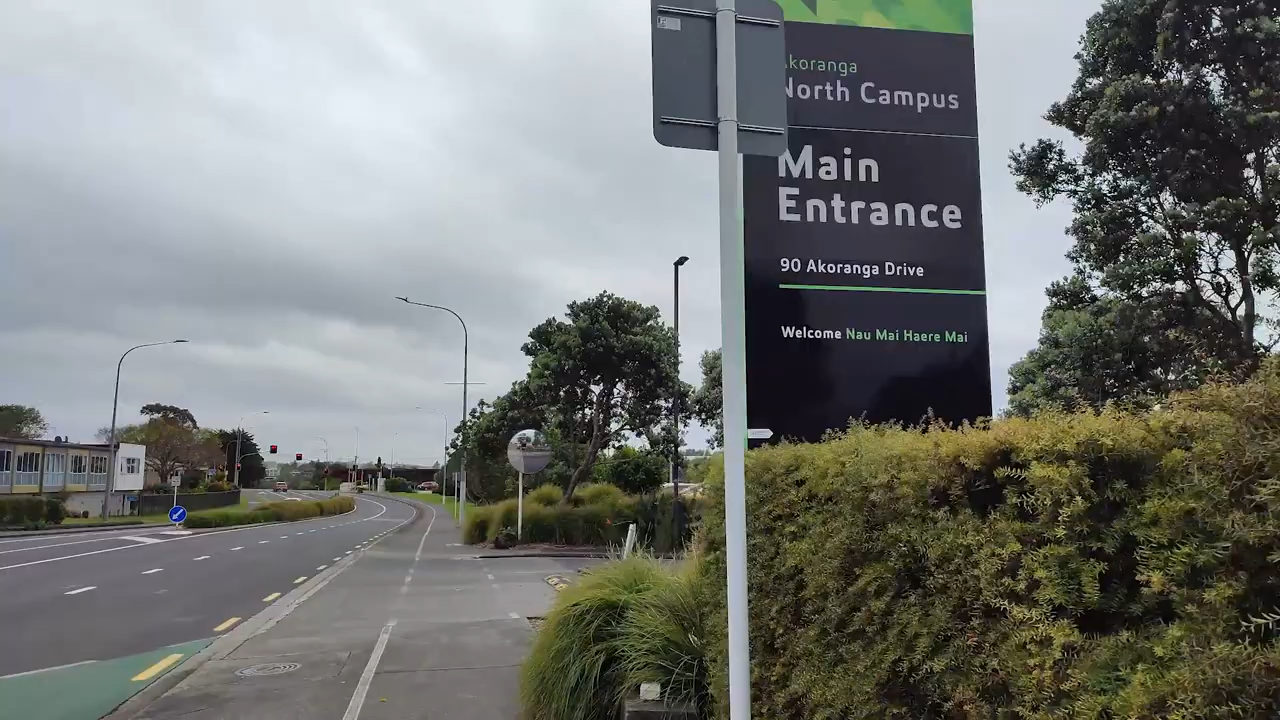 Akoranga
North Campus
Main
Entrance
90 Akoranga Drive
Welcome Nau Mai Haere Mai